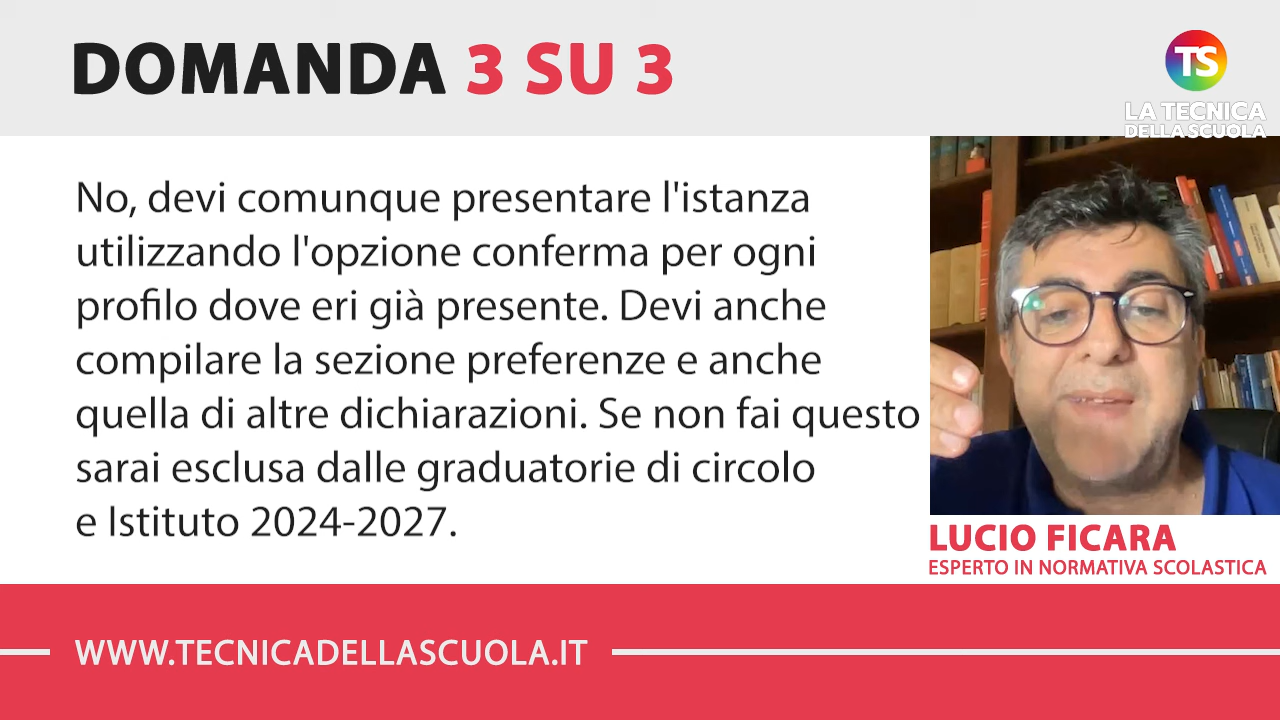 DOMANDA 3 SU 3
TS
LA TECNICA
DELLA SCUOLA
No, devi comunque presentare l'istanza
utilizzando l'opzione conferma per ogni
profilo dove eri già presente. Devi anche
compilare la sezione preferenze e anche
quella di altre dichiarazioni. Se non fai questo
sarai esclusa dalle graduatorie di circolo
e Istituto 2024-2027.
LUCIO FICARA
ESPERTO IN NORMATIVA SCOLASTICA
WWW.TECNICADELLASCUOLA.IT